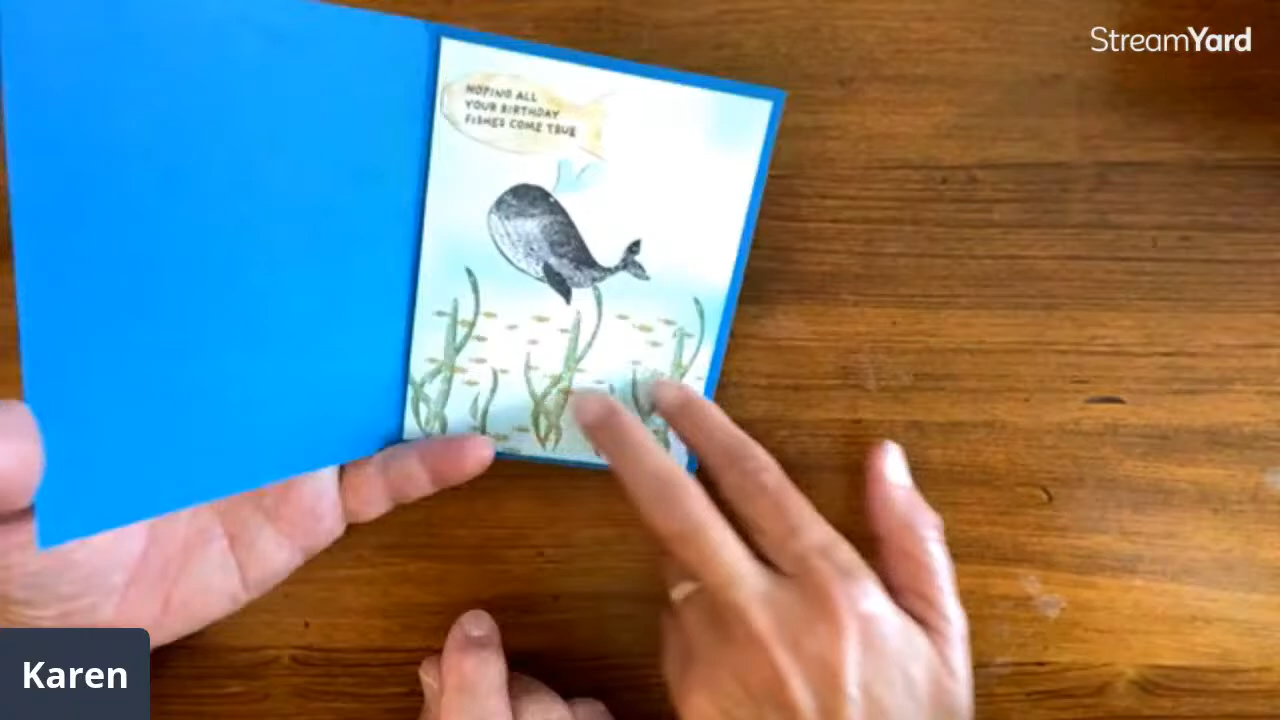 StreamYard
HOPING ALL
YOUR BIRTHDAY
FISHES COME TRUE
Karen